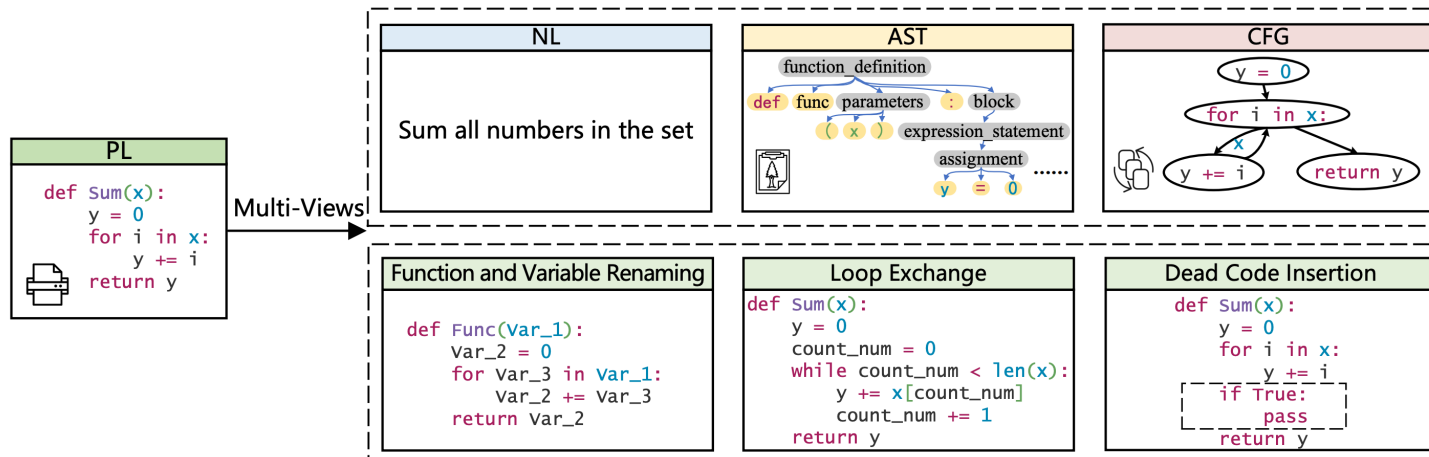 PL
def Sum(x):
    y = 0
    for i in x:
        y += i
    return y
Multi-Views
NL
Sum all numbers in the set
AST
function_definition
def func parameters : block
( x ) expression_statement
assignment
y = 0 ......
CFG
y = 0
for i in x:
x
y += i return y
Function and Variable Renaming
def Func(Var_1):
    Var_2 = 0
    for Var_3 in Var_1:
        Var_2 += Var_3
    return Var_2
Loop Exchange
def Sum(x):
    y = 0
    count_num = 0
    while count_num < len(x):
        y += x[count_num]
        count_num += 1
    return y
Dead Code Insertion
def Sum(x):
    y = 0
    for i in x:
        y += i
    if True:
        pass
    return y